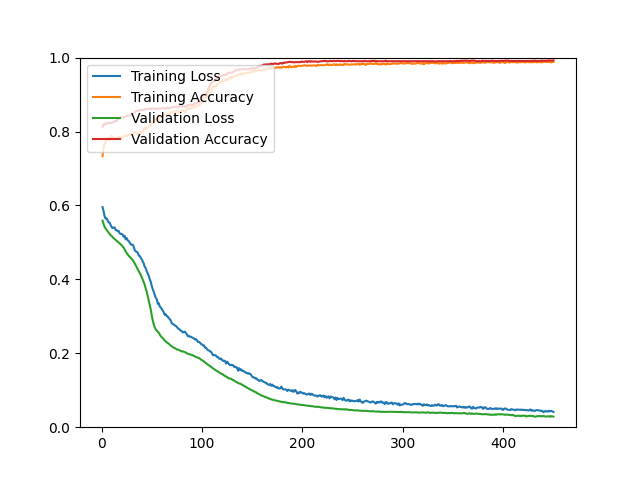 1.0
0.8
0.6
0.4
0.2
0.0
Training Loss
Training Accuracy
Validation Loss
Validation Accuracy
0 100 200 300 400